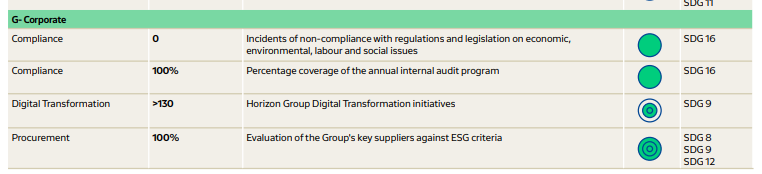 SDG 11
G- Corporate
Compliance 0 Incidents of non-compliance with regulations and legislation on economic, SDG 16
environmental, labour and social issues
Compliance 100% Percentage coverage of the annual internal audit program SDG 16
Digital Transformation >130 Horizon Group Digital Transformation initiatives SDG 9
Procurement 100% Evaluation of the Group's key suppliers against ESG criteria SDG 8
SDG 9
SDG 12